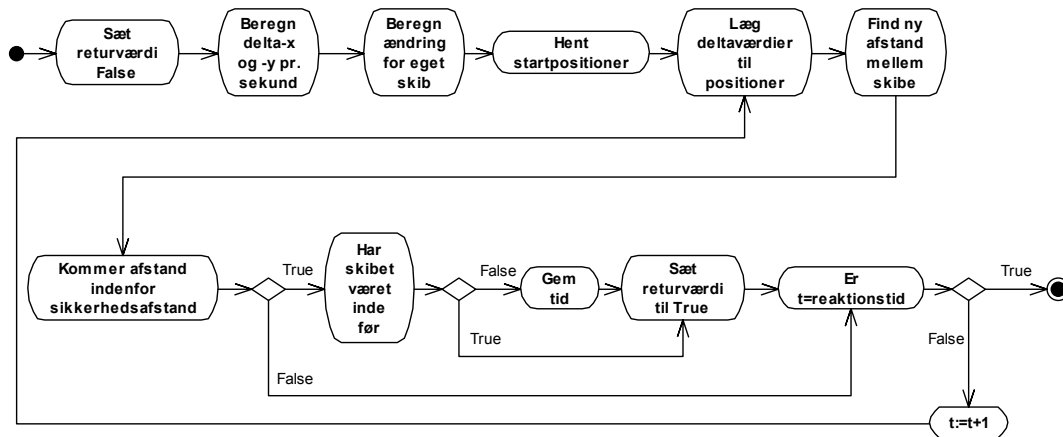 Sæt
returværdi
False
Beregn
delta-x
og -y pr.
sekund
Beregn
ændring
for eget
skib
Hent
startpositioner
Læg
deltaværdier
til
positioner
Find ny
afstand
mellem
skibe
Kommer afstand
indenfor
sikkerhedsafstand
True
False
Har
skibet
været
inde
før
False
True
Gem
tid
Sæt
returværdi
til True
Er
t=reaktionstid
True
False
t:=t+1